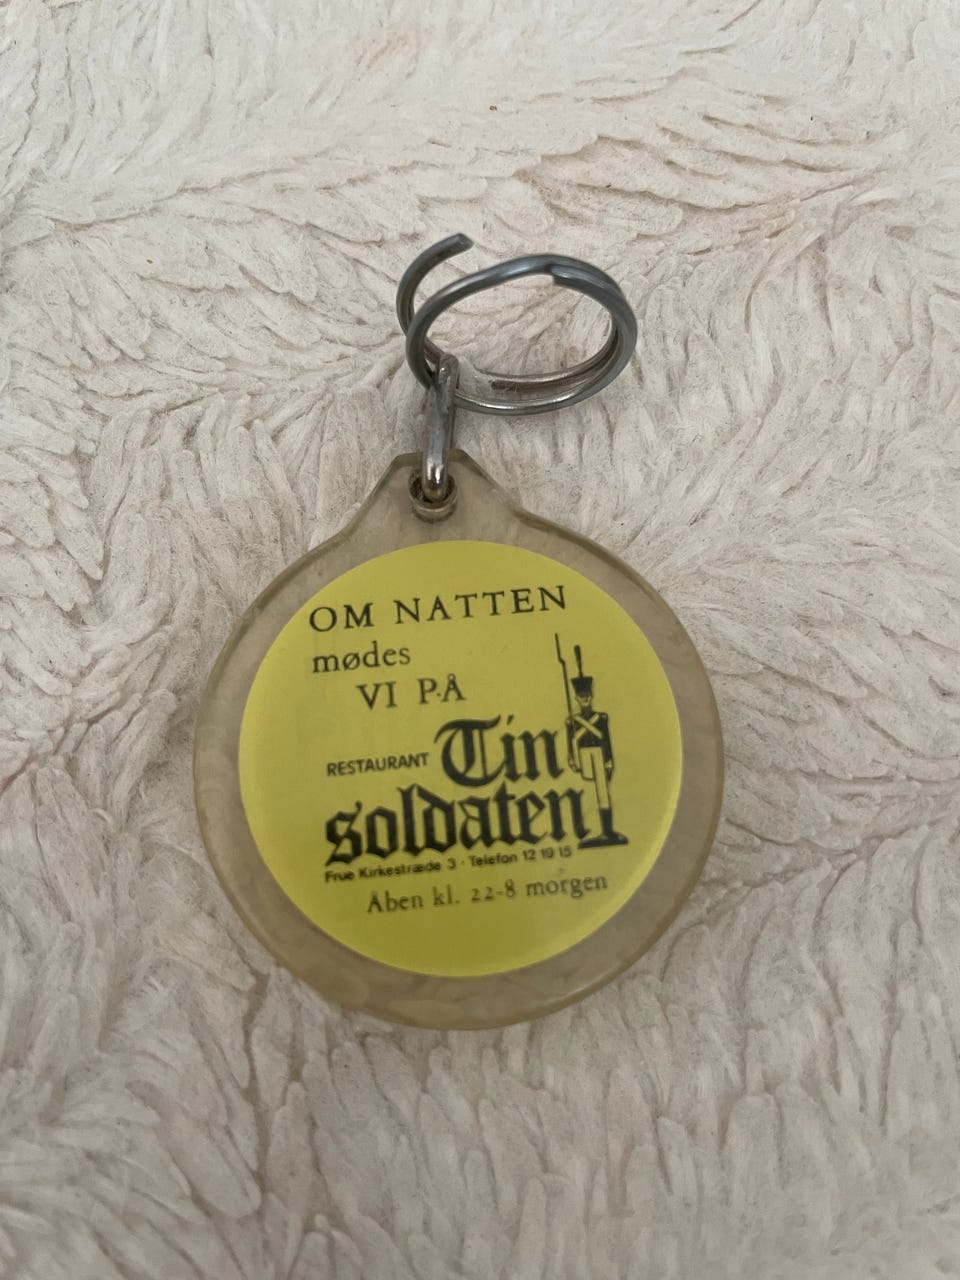 OM NATTEN
mødes
VI PÅ
RESTAURANT Tin
soldaten
Frue Kirkestræde 3 · Telefon 12 19 15
Åben kl. 22-8 morgen